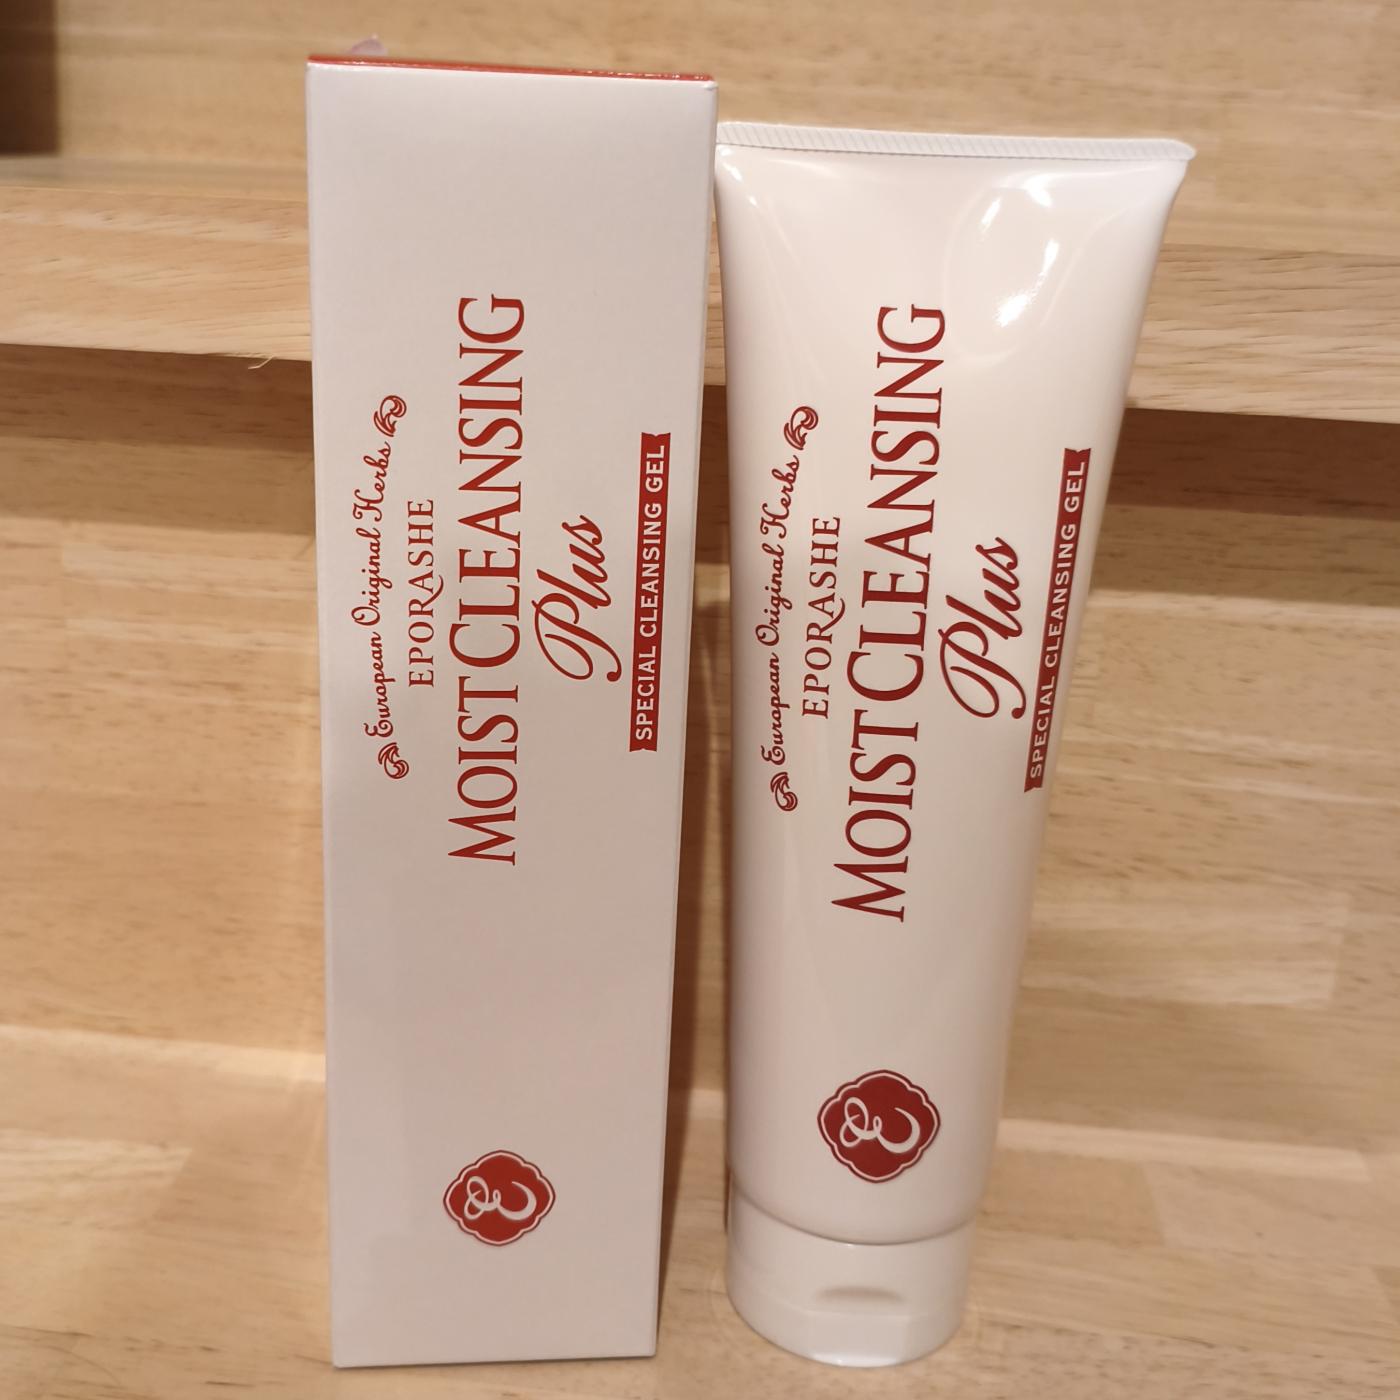 European Original Herbs
EPORASHE
MOIST CLEANSING
Plus
SPECIAL CLEANSING GEL
E
European Original Herbs
EPORASHE
MOIST CLEANSING
Plus
SPECIAL CLEANSING GEL
E